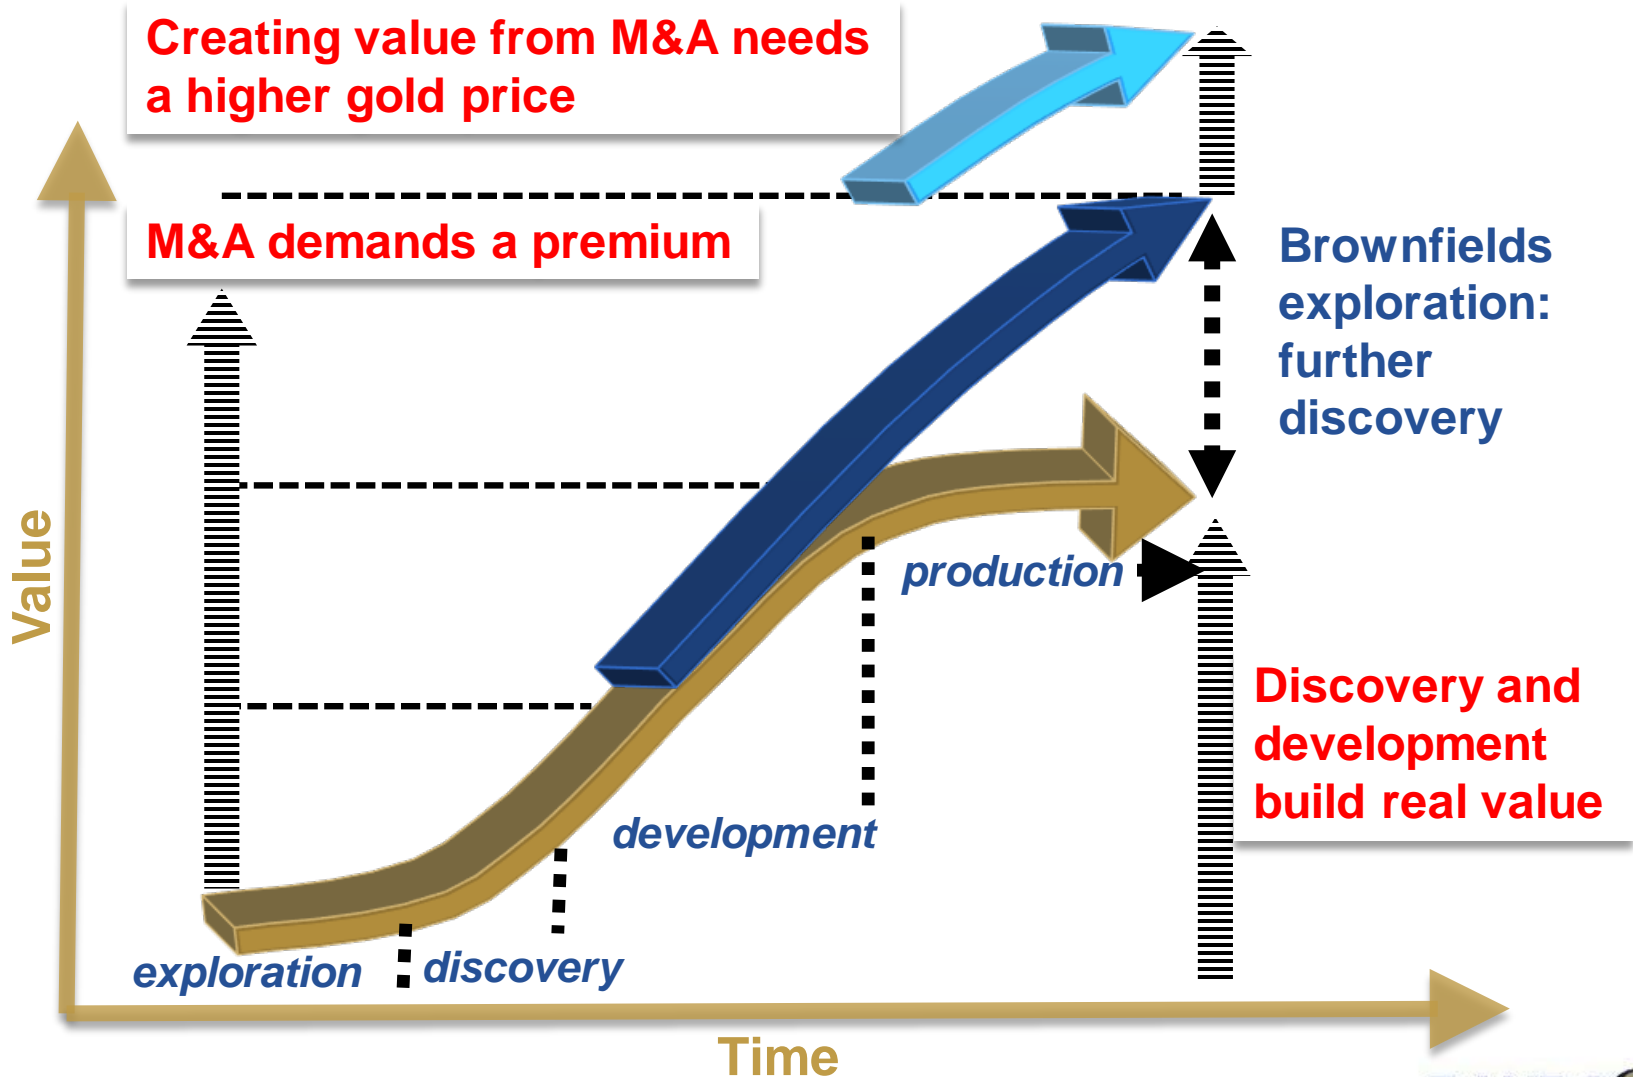 Creating value from M&A needs
a higher gold price
M&A demands a premium
Brownfields
exploration:
further
discovery
Value
production
Discovery and
development
build real value
development
exploration
discovery
Time